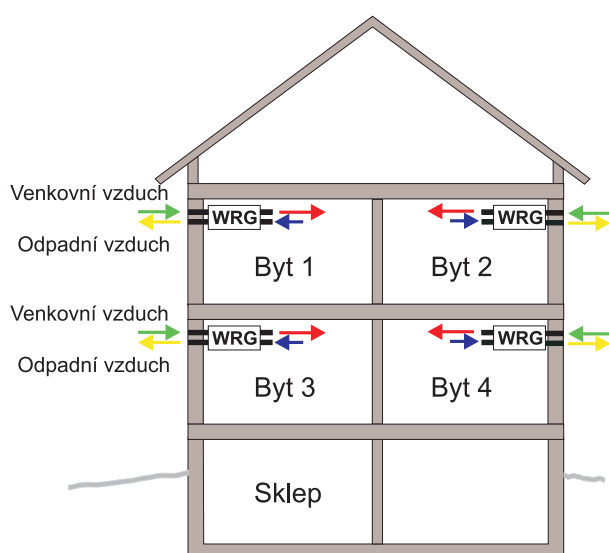 Venkovní vzduch
WRG WRG
Odpadní vzduch
Byt 1 Byt 2
Venkovní vzduch
WRG WRG
Odpadní vzduch
Byt 3 Byt 4
Sklep